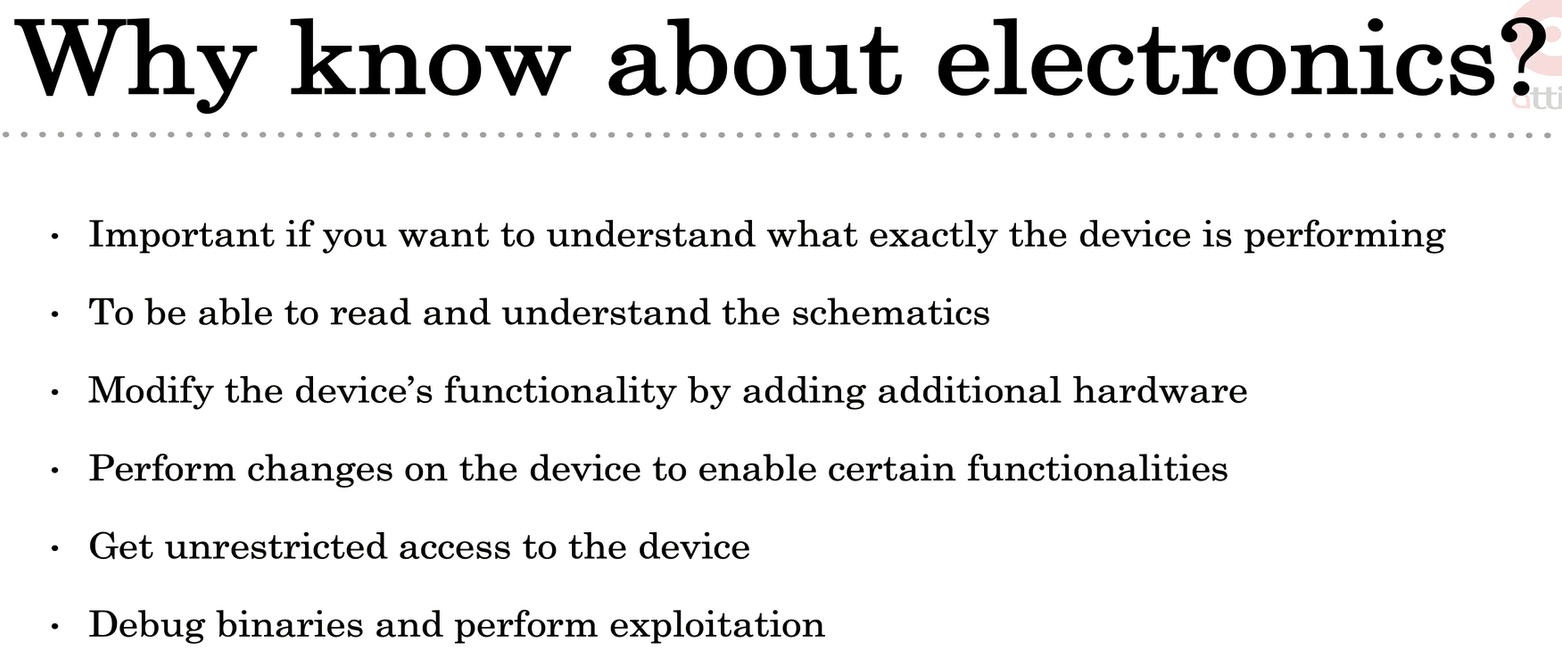 Why know about electronics?
• Important if you want to understand what exactly the device is performing
• To be able to read and understand the schematics
• Modify the device’s functionality by adding additional hardware
• Perform changes on the device to enable certain functionalities
• Get unrestricted access to the device
• Debug binaries and perform exploitation